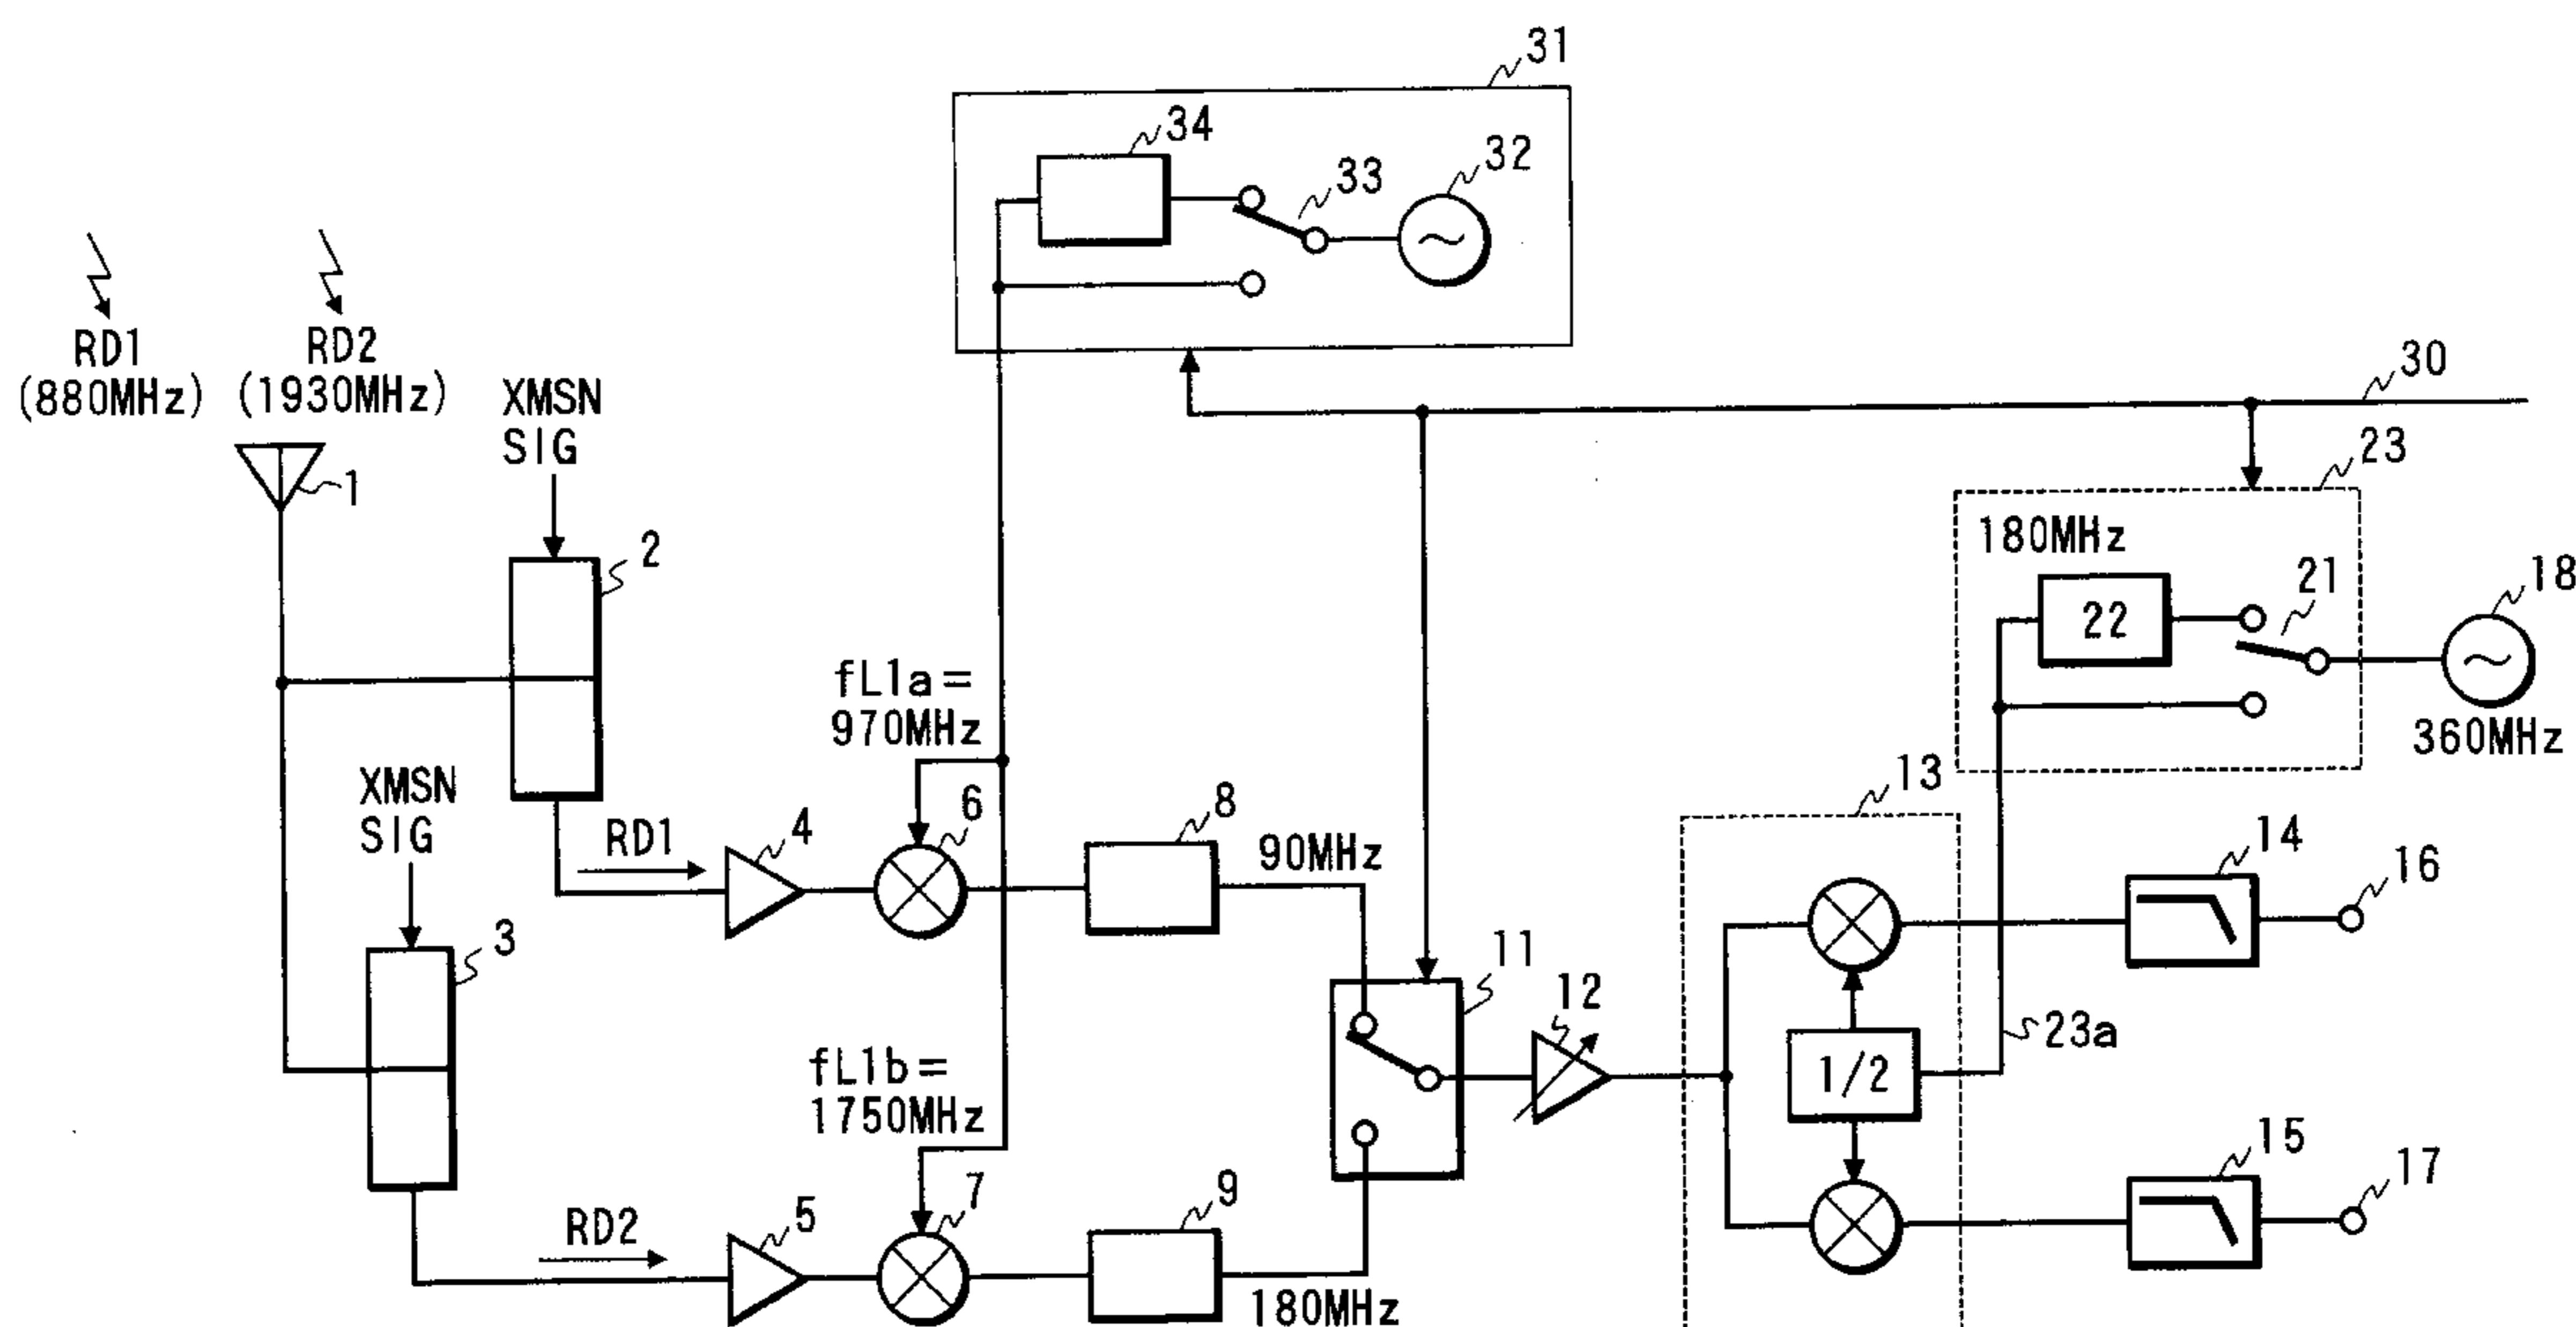 31
34
33
32
RD1
(880MHz)
RD2
(1930MHz)
XMSN
SIG
30
1
2
23
180MHz
22
21
18
360MHz
fL1a=
970MHz
XMSN
SIG
3
RD1
4
6
8
90MHz
13
14
16
11
12
1/2
23a
fL1b=
1750MHz
RD2
5
7
9
180MHz
15
17